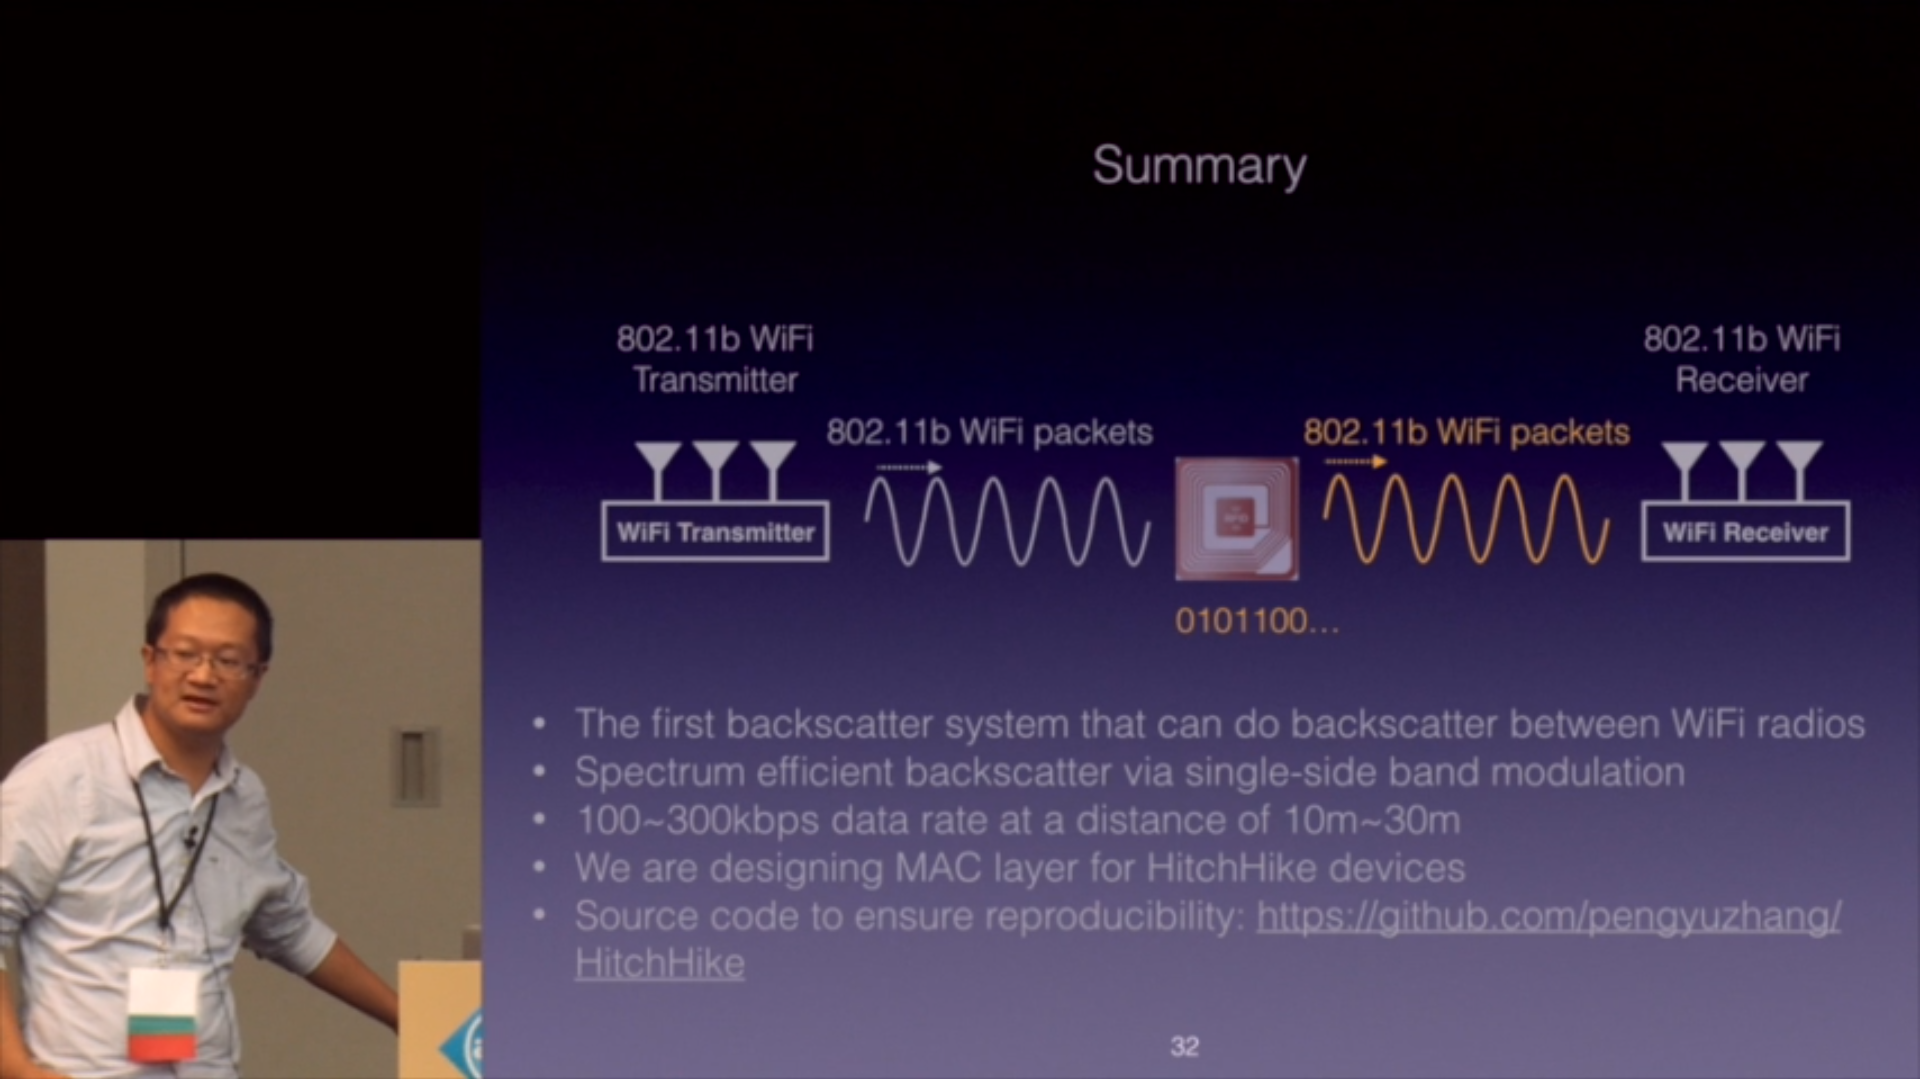 Summary
802.11b WiFi
Transmitter
802.11b WiFi
Receiver
802.11b WiFi packets
802.11b WiFi packets
WiFi Transmitter
WiFi Receiver
0101100...
• The first backscatter system that can do backscatter between WiFi radios
• Spectrum efficient backscatter via single-side band modulation
• 100~300kbps data rate at a distance of 10m~30m
• We are designing MAC layer for HitchHike devices
• Source code to ensure reproducibility: https://github.com/pengyuzhang/
HitchHike
32